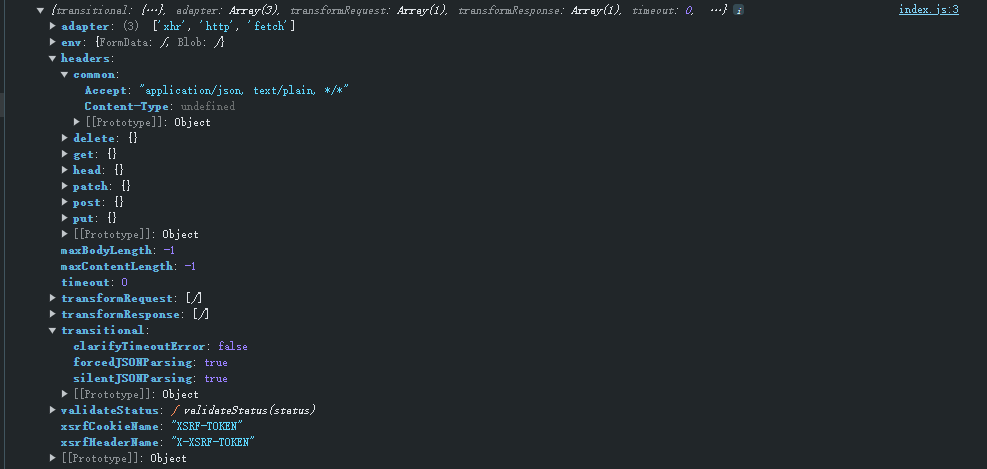 ▼ {transitional: {…}, adapter: Array(3), transformRequest: Array(1), transformResponse: Array(1), timeout: 0, …} i index.js:3
▶ adapter: (3) ['xhr', 'http', 'fetch']
▶ env: {FormData: ƒ, Blob: ƒ}
▼ headers:
▼ common:
Accept: "application/json, text/plain, */*"
Content-Type: undefined
▶ [[Prototype]]: Object
▶ delete: {}
▶ get: {}
▶ head: {}
▶ patch: {}
▶ post: {}
▶ put: {}
▶ [[Prototype]]: Object
maxBodyLength: -1
maxContentLength: -1
timeout: 0
▶ transformRequest: [ƒ]
▶ transformResponse: [ƒ]
▼ transitional:
clarifyTimeoutError: false
forcedJSONParsing: true
silentJSONParsing: true
▶ [[Prototype]]: Object
▶ validateStatus: ƒ validateStatus(status)
xsrfCookieName: "XSRF-TOKEN"
xsrfHeaderName: "X-XSRF-TOKEN"
▶ [[Prototype]]: Object